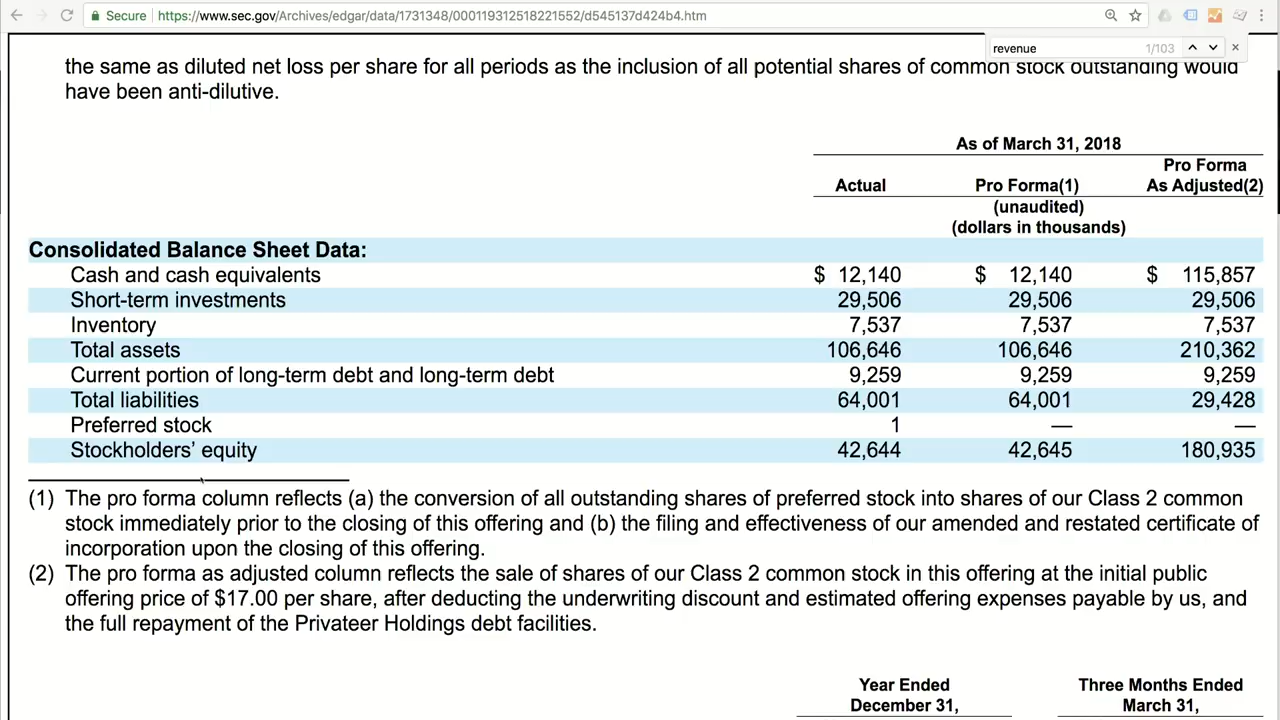 Secure https://www.sec.gov/Archives/edgar/data/1731348/000119312518221552/d545137d424b4.htm
revenue 1/103
the same as diluted net loss per share for all periods as the inclusion of all potential shares of common stock outstanding would
have been anti-dilutive.
As of March 31, 2018
Pro Forma
Actual Pro Forma(1) As Adjusted(2)
(unaudited)
(dollars in thousands)
Consolidated Balance Sheet Data:
Cash and cash equivalents $ 12,140 $ 12,140 $ 115,857
Short-term investments 29,506 29,506 29,506
Inventory 7,537 7,537 7,537
Total assets 106,646 106,646 210,362
Current portion of long-term debt and long-term debt 9,259 9,259 9,259
Total liabilities 64,001 64,001 29,428
Preferred stock 1 — —
Stockholders’ equity 42,644 42,645 180,935
(1) The pro forma column reflects (a) the conversion of all outstanding shares of preferred stock into shares of our Class 2 common
stock immediately prior to the closing of this offering and (b) the filing and effectiveness of our amended and restated certificate of
incorporation upon the closing of this offering.
(2) The pro forma as adjusted column reflects the sale of shares of our Class 2 common stock in this offering at the initial public
offering price of $17.00 per share, after deducting the underwriting discount and estimated offering expenses payable by us, and
the full repayment of the Privateer Holdings debt facilities.
Year Ended Three Months Ended
December 31, March 31,